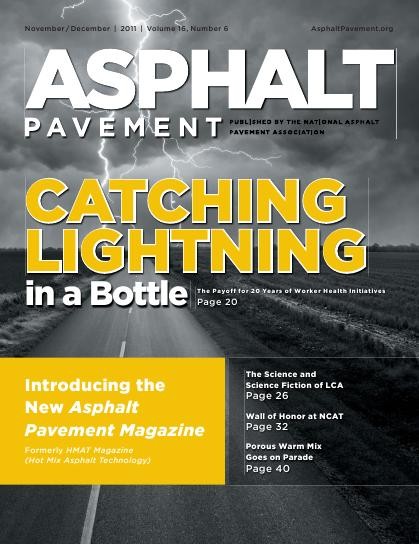 November/December | 2011 | Volume 16, Number 6
AsphaltPavement.org
ASPHALT
PAVEMENT
PUBLISHED BY THE NATIONAL ASPHALT
PAVEMENT ASSOCIATION
CATCHING
LIGHTNING
in a Bottle
The Payoff for 20 Years of Worker Health Initiatives
Page 20
Introducing the
New Asphalt
Pavement Magazine
Formerly HMAT Magazine
(Hot Mix Asphalt Technology)
The Science and
Science Fiction of LCA
Page 26
Wall of Honor at NCAT
Page 32
Porous Warm Mix
Goes on Parade
Page 40